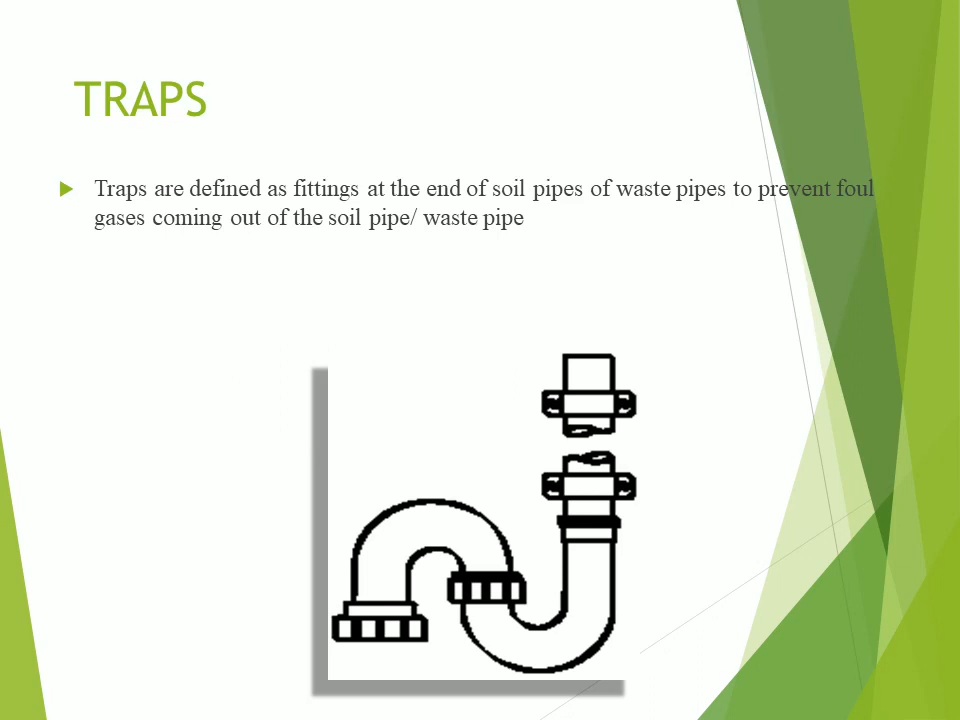 TRAPS
Traps are defined as fittings at the end of soil pipes of waste pipes to prevent foul
gases coming out of the soil pipe/ waste pipe